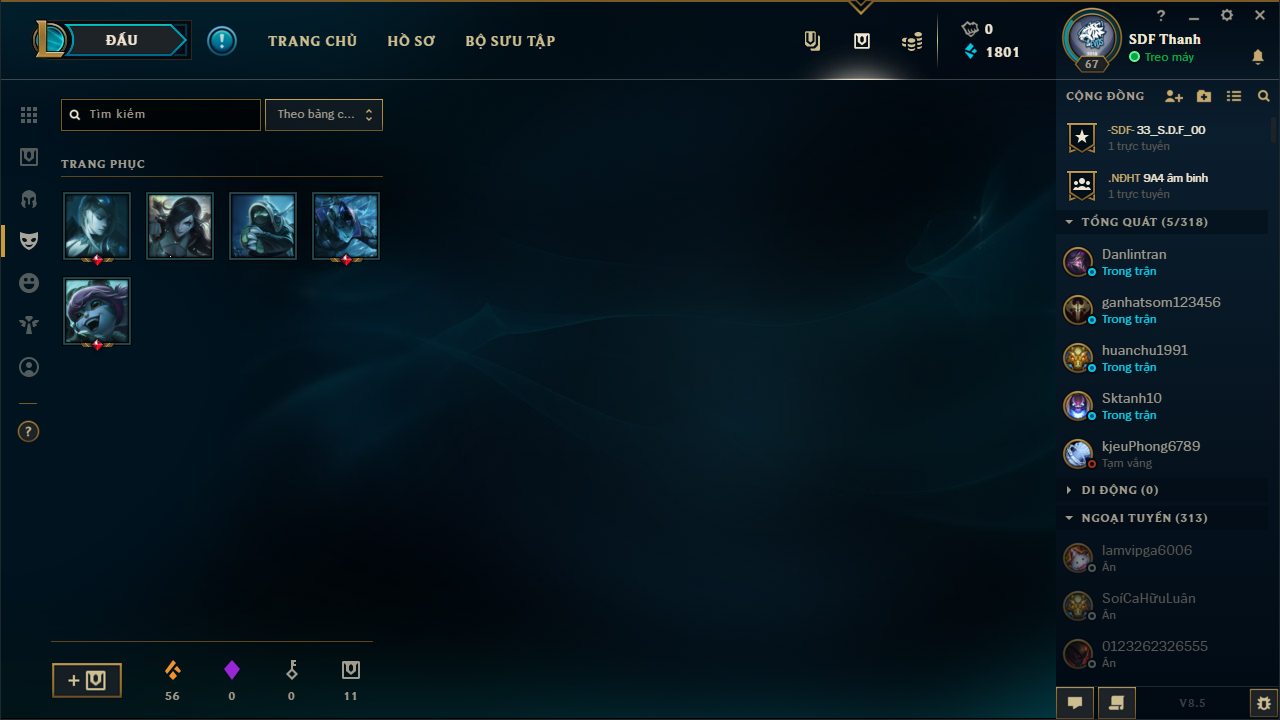 ĐẤU
TRANG CHỦ
HỒ SƠ
BỘ SƯU TẬP
0
1801
67
SDF Thanh
Treo máy
Tìm kiếm
Theo bảng c...
TRANG PHỤC
CỘNG ĐỒNG
-SDF- 33_S.D.F_00
1 trực tuyến
.NĐHT 9A4 âm binh
1 trực tuyến
TỔNG QUÁT (5/318)
Danlintran
Trong trận
ganhatsom123456
Trong trận
huanchu1991
Trong trận
Sktanh10
Trong trận
kjeuPhong6789
Tạm vắng
DI ĐỘNG (0)
NGOẠI TUYẾN (313)
lamvipga6006
Ẩn
SoíCaHữuLuân
Ẩn
0123262326555
Ẩn
56
0
0
11
V8.5